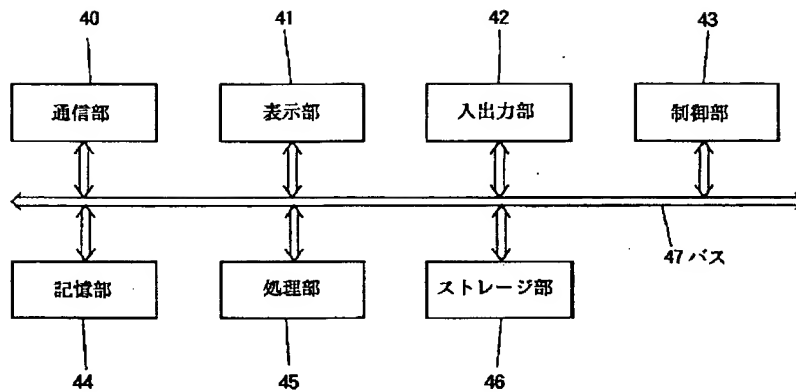 40
41
42
43
通信部
表示部
入出力部
制御部
47 バス
記憶部
処理部
ストレージ部
44
45
46